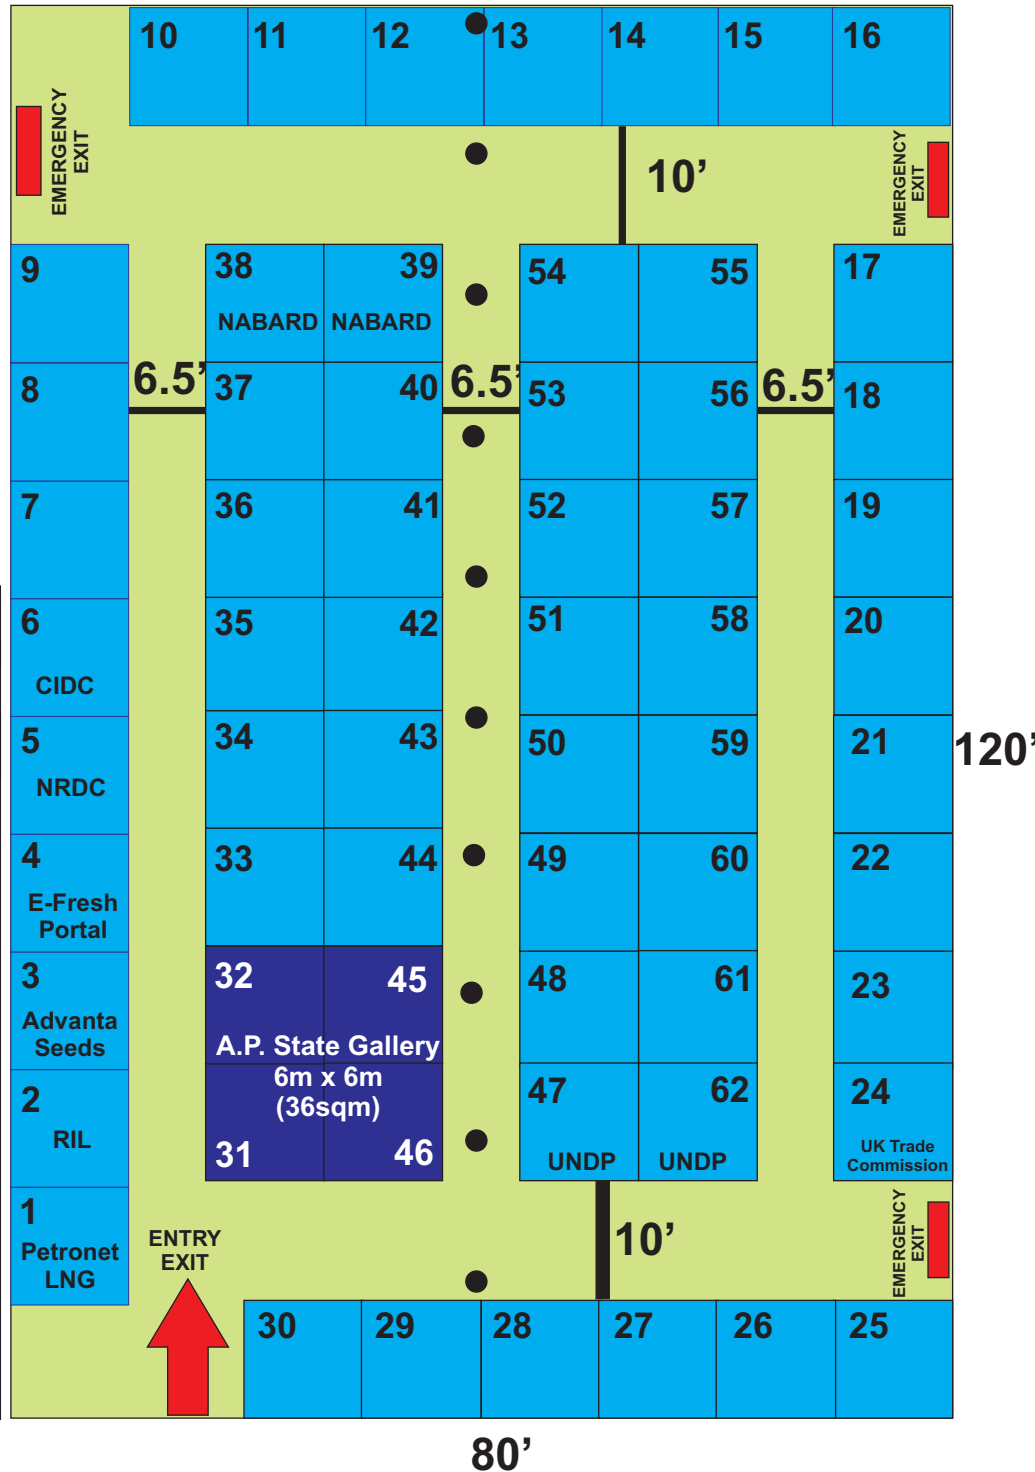 10 11 12 13 14 15 16
EMERGENCY
EXIT
EMERGENCY
EXIT
10’
9 38 39 54 55 17
NABARD NABARD
6.5’ 6.5’ 6.5’
8 37 40 53 56 18
7 36 41 52 57 19
6 35 42 51 58 20
CIDC
5 34 43 50 59 21
120’
NRDC
4 33 44 49 60 22
E-Fresh
Portal
3 32 45 48 61 23
Advanta
Seeds
A.P. State Gallery
6m x 6m
(36sqm)
2 47 62 24
RIL
31 46
UNDP UNDP
UK Trade
Commission
1
Petronet
LNG
ENTRY
EXIT
10’
EMERGENCY
EXIT
30 29 28 27 26 25
80’